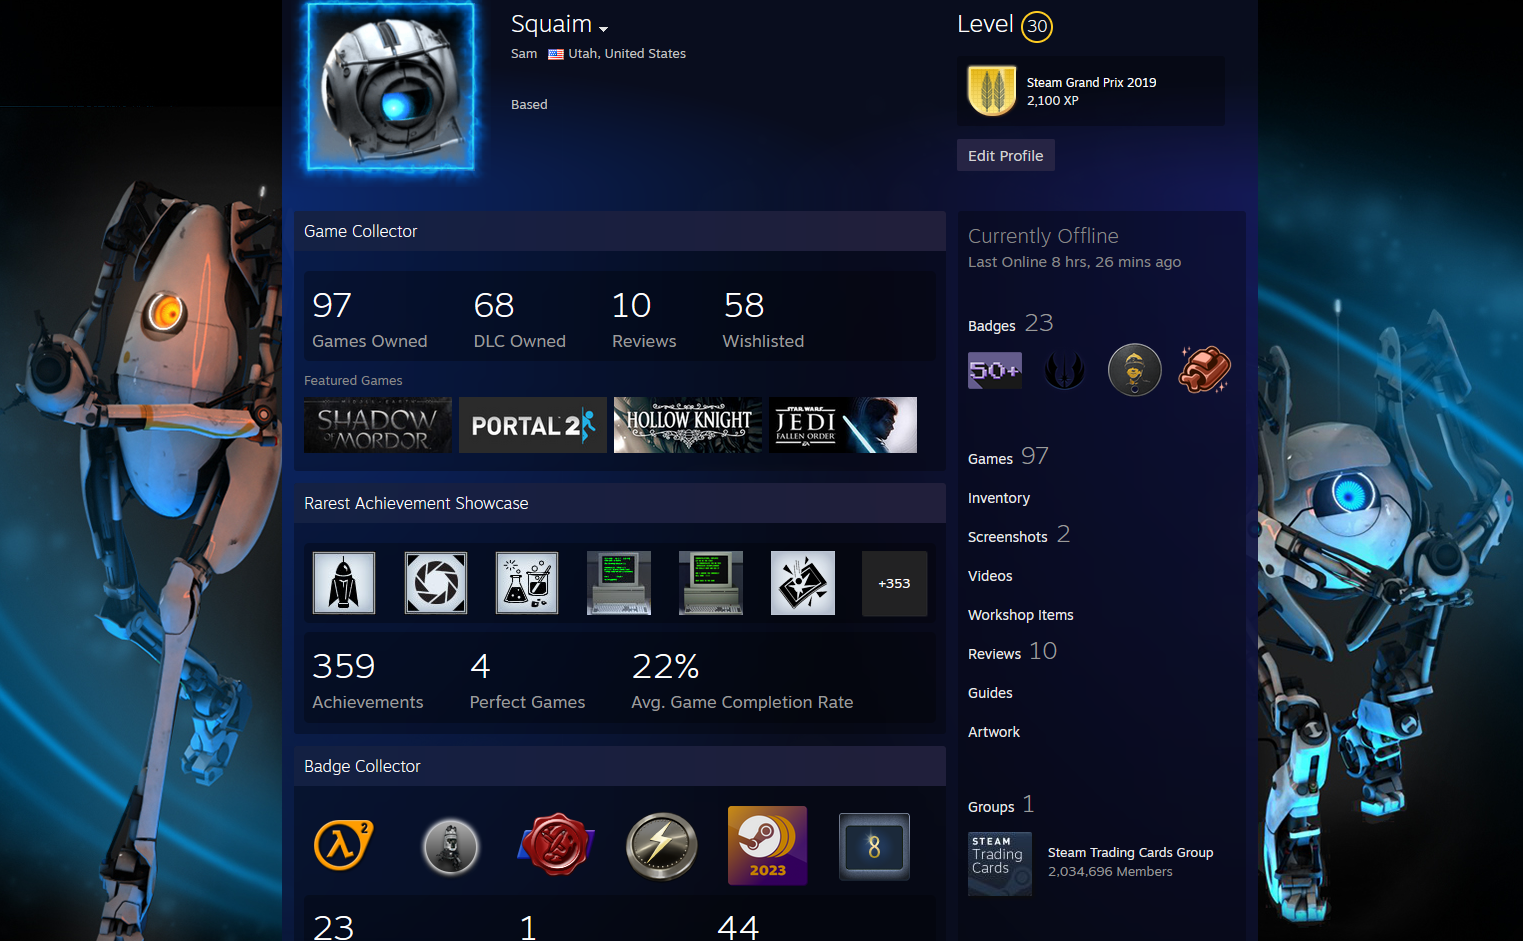 Squaim
Sam Utah, United States
Based
Level 30
Steam Grand Prix 2019
2,100 XP
Edit Profile
Game Collector
97 68 10 58
Games Owned DLC Owned Reviews Wishlisted
Featured Games
SHADOW
OF MORDOR
PORTAL 2
HOLLOW KNIGHT
STAR WARS
JEDI
FALLEN ORDER
Rarest Achievement Showcase
+353
359 4 22%
Achievements Perfect Games Avg. Game Completion Rate
Badge Collector
2
2023
8
23 1 44
Currently Offline
Last Online 8 hrs, 26 mins ago
Badges 23
50+
Games 97
Inventory
Screenshots 2
Videos
Workshop Items
Reviews 10
Guides
Artwork
Groups 1
STEAM
Trading
Cards
Steam Trading Cards Group
2,034,696 Members